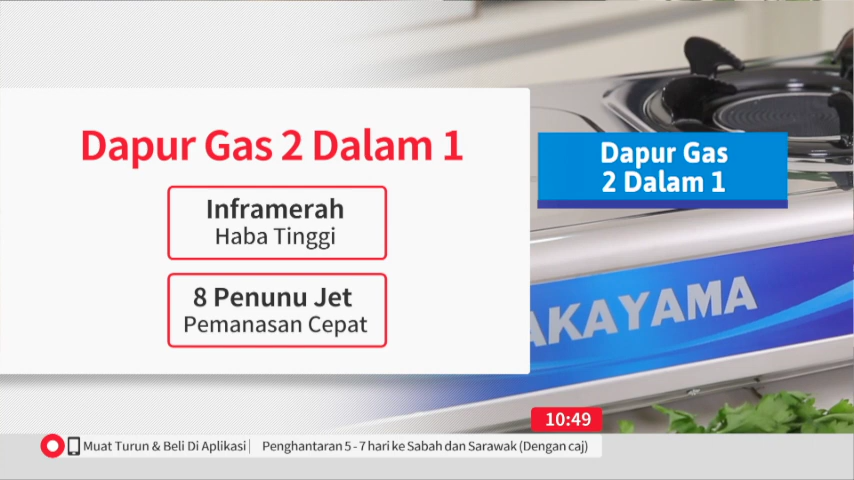 Dapur Gas 2 Dalam 1
Inframerah
Haba Tinggi
8 Penunu Jet
Pemanasan Cepat
Dapur Gas
2 Dalam 1
AKAYAMA
10:49
Muat Turun & Beli Di Aplikasi
Penghantaran 5 - 7 hari ke Sabah dan Sarawak (Dengan caj)